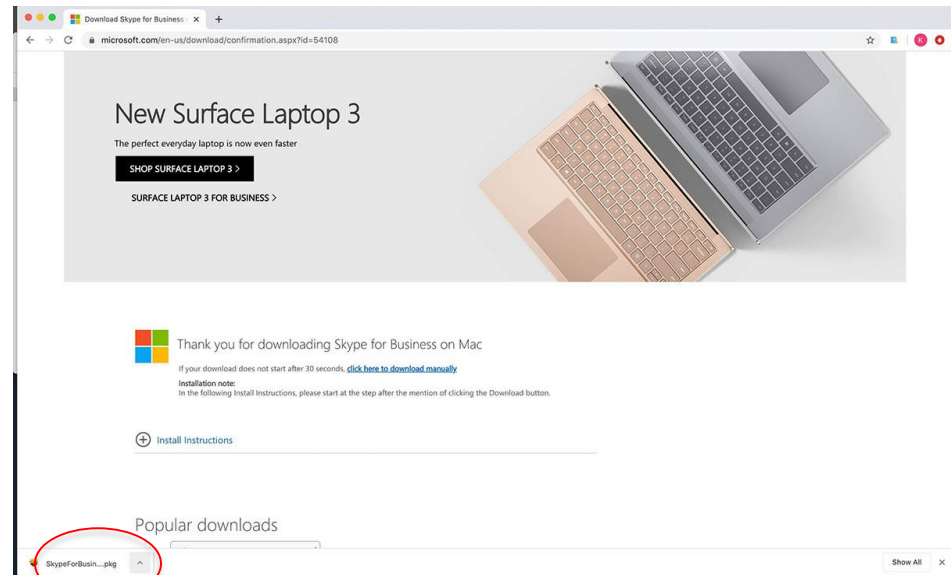 Download Skype for Business
microsoft.com/en-us/download/confirmation.aspx?id=54108
K
New Surface Laptop 3
The perfect everyday laptop is now even faster
SHOP SURFACE LAPTOP 3 >
SURFACE LAPTOP 3 FOR BUSINESS >
Thank you for downloading Skype for Business on Mac
If your download does not start after 30 seconds, click here to download manually
Installation note:
In the following Install Instructions, please start at the step after the mention of clicking the Download button.
Install Instructions
Popular downloads
SkypeForBusin....pkg
Show All